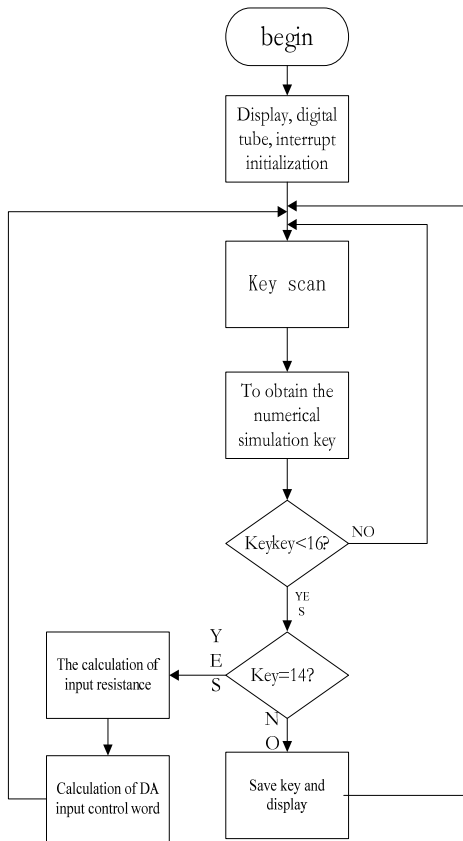 begin
Display, digital
tube, interrupt
initialization
Key scan
To obtain the
numerical
simulation key
Keykey<16?
NO
YE
S
Key=14?
Y
E
S
The calculation of
input resistance
N
O
Calculation of DA
input control word
Save key and
display